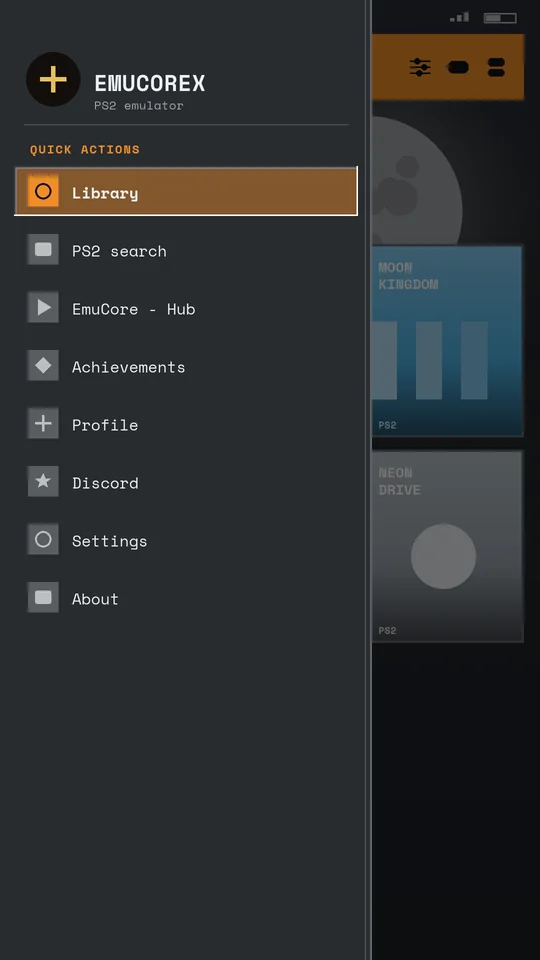 EMUCOREX
PS2 emulator
QUICK ACTIONS
Library
PS2 search
EmuCore - Hub
Achievements
Profile
Discord
Settings
About
MOON
KINGDOM
PS2
NEON
DRIVE
PS2